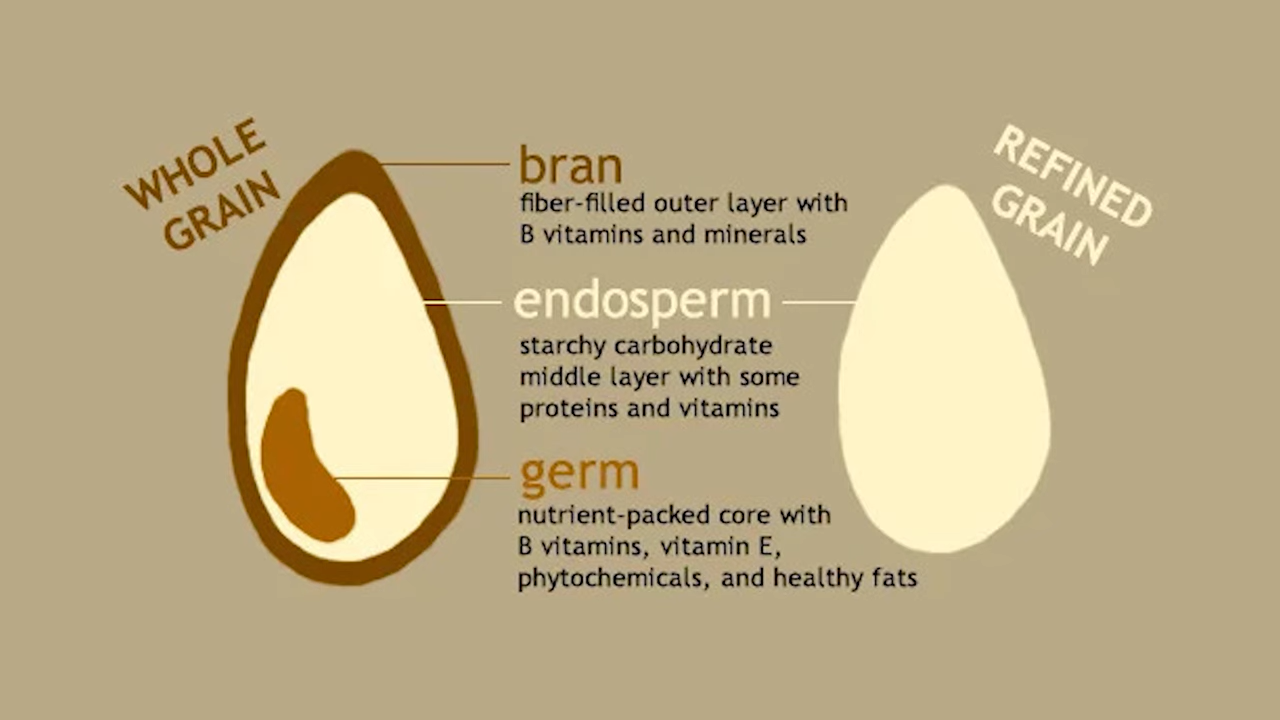 WHOLE
GRAIN
bran
fiber-filled outer layer with
B vitamins and minerals
endosperm
starchy carbohydrate
middle layer with some
proteins and vitamins
germ
nutrient-packed core with
B vitamins, vitamin E,
phytochemicals, and healthy fats
REFINED
GRAIN